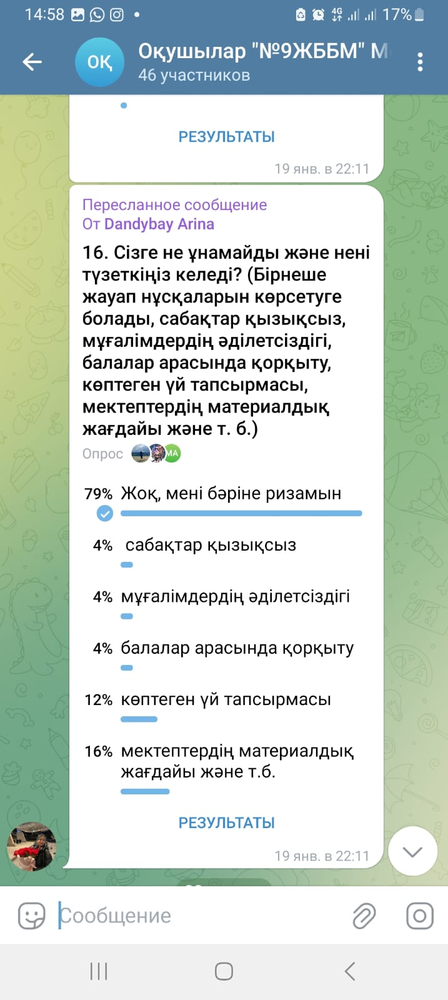 14:58
4G
17%
ОҚ
Оқушылар "№9ЖББМ" М
46 участников
РЕЗУЛЬТАТЫ
19 янв. в 22:11
Пересланное сообщение
От Dandybay Arina
16. Сізге не ұнамайды және нені
түзеткіңіз келеді? (Бірнеше
жауап нұсқаларын көрсетуге
болады, сабақтар қызықсыз,
мұғалімдердің әділетсіздігі,
балалар арасында қорқыту,
көптеген үй тапсырмасы,
мектептердің материалдық
жағдайы және т. б.)
Опрос
МА
79% Жоқ, мені бәріне ризамын
4% сабақтар қызықсыз
4% мұғалімдердің әділетсіздігі
4% балалар арасында қорқыту
12% көптеген үй тапсырмасы
16% мектептердің материалдық
жағдайы және т.б.
РЕЗУЛЬТАТЫ
19 янв. в 22:11
Сообщение